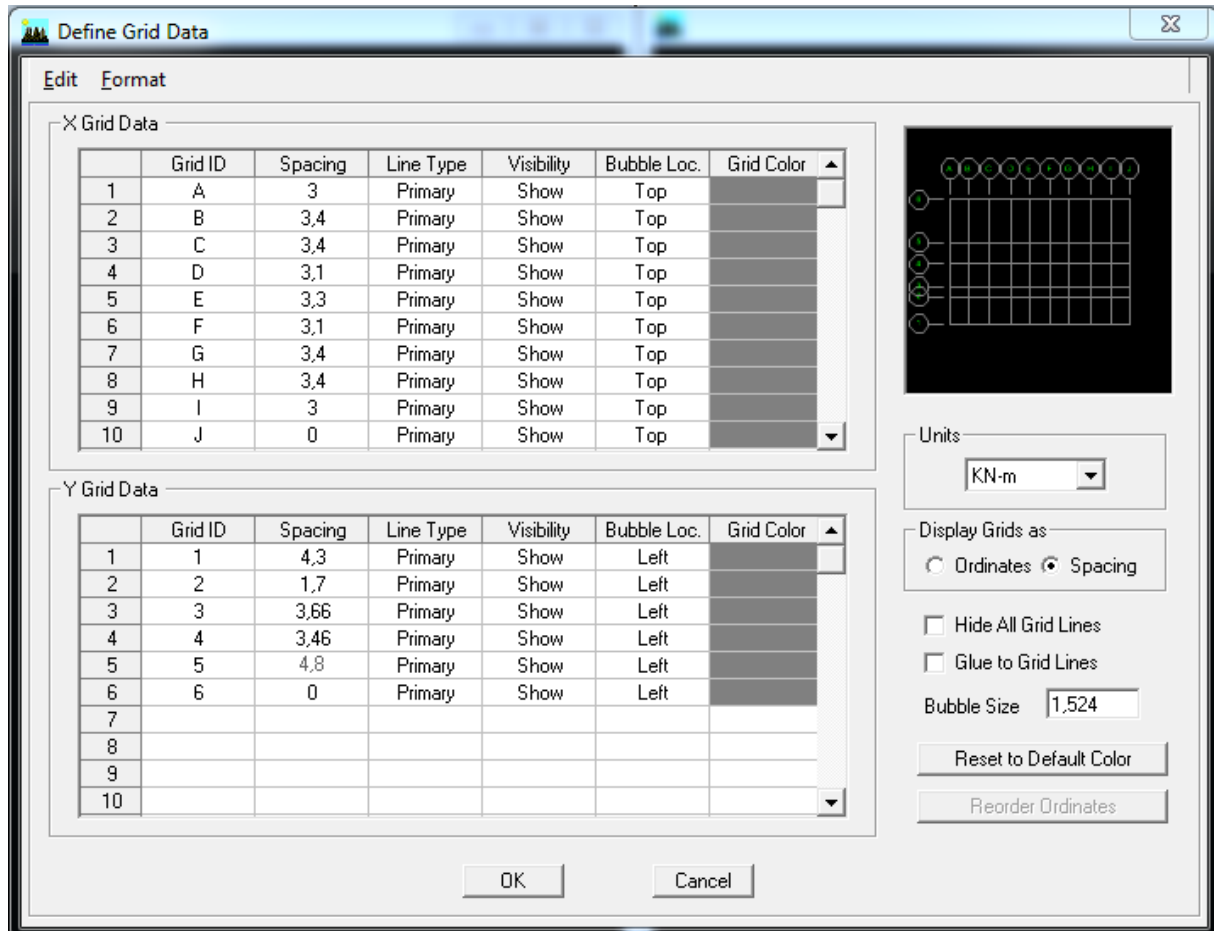 Define Grid Data
Edit Format
X Grid Data
Grid ID Spacing Line Type Visibility Bubble Loc. Grid Color
1 A 3 Primary Show Top
2 B 3,4 Primary Show Top
3 C 3,4 Primary Show Top
4 D 3,1 Primary Show Top
5 E 3,3 Primary Show Top
6 F 3,1 Primary Show Top
7 G 3,4 Primary Show Top
8 H 3,4 Primary Show Top
9 I 3 Primary Show Top
10 J 0 Primary Show Top
Y Grid Data
Grid ID Spacing Line Type Visibility Bubble Loc. Grid Color
1 1 4,3 Primary Show Left
2 2 1,7 Primary Show Left
3 3 3,66 Primary Show Left
4 4 3,46 Primary Show Left
5 5 4,8 Primary Show Left
6 6 0 Primary Show Left
7
8
9
10
Units
KN-m
Display Grids as
Ordinates Spacing
Hide All Grid Lines
Glue to Grid Lines
Bubble Size 1,524
Reset to Default Color
Reorder Ordinates
OK Cancel